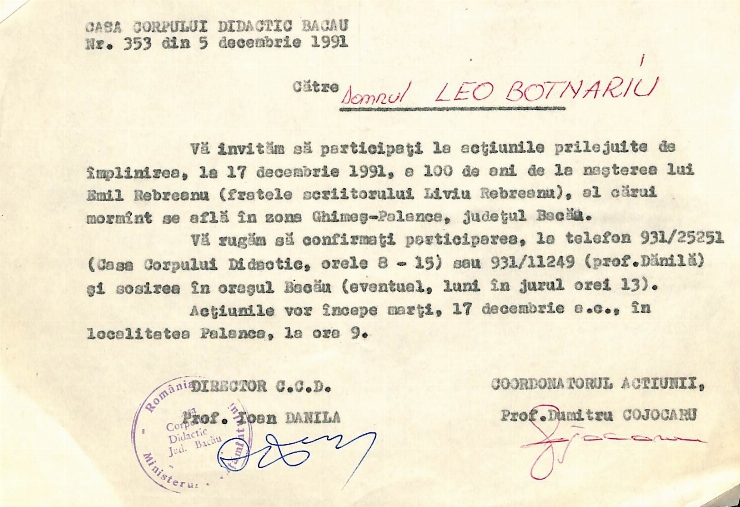 CASA CORPULUI DIDACTIC BACAU
Nr. 353 din 5 decembrie 1991
Către Domnul LEO BOTNARIU
Vă invităm să participați la acțiunile prilejuite de
împlinirea, la 17 decembrie 1991, a 100 de ani de la nașterea lui
Emil Rebreanu (fratele scriitorului Liviu Rebreanu), al cărui
mormînt se află în zona Ghimeș-Palanca, județul Bacău.
Vă rugăm să confirmați participarea, la telefon 931/25251
(Casa Corpului Didactic, orele 8 - 15) sau 931/11249 (prof.Dănilă)
și sosirea în orașul Bacău (eventual, luni în jurul orei 13).
Acțiunile vor începe marți, 17 decembrie a.c., în
localitatea Palanca, la ora 9.
DIRECTOR C.C.D.
Prof. Ioan DANILA
COORDONATORUL ACTIUNII,
Prof.Dumitru COJOCARU
Cojocaru
România
Corpului
Didactic
Jud. Bacău